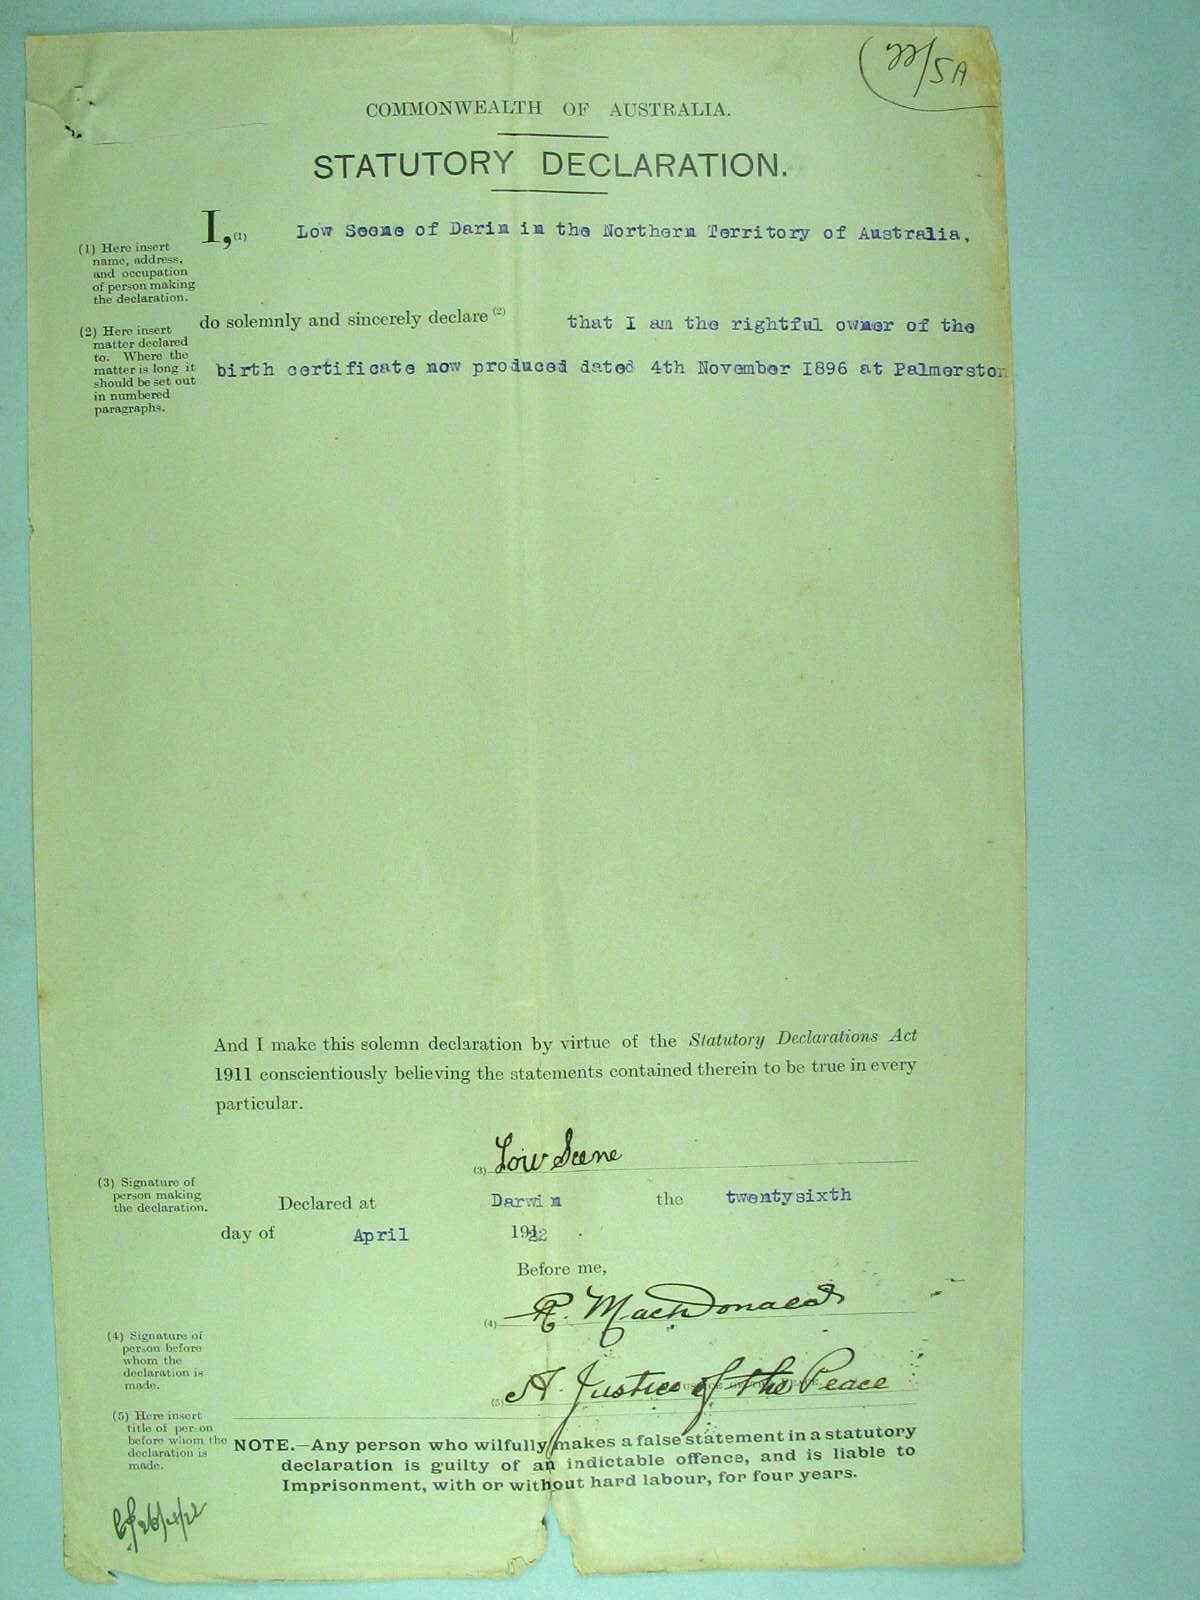 (22/5A
COMMONWEALTH OF AUSTRALIA.
STATUTORY DECLARATION.
I, (1) Low Seene of Darin in the Northern Territory of Australia,
(1) Here insert
name, address,
and occupation
of person making
the declaration.
do solemnly and sincerely declare (2) that I am the rightful owner of the
birth certificate now produced dated 4th November 1896 at Palmerston
(2) Here insert
matter declared
to. Where the
matter is long it
should be set out
in numbered
paragraphs.
And I make this solemn declaration by virtue of the Statutory Declarations Act
1911 conscientiously believing the statements contained therein to be true in every
particular.
(3) Low Seene
(3) Signature of
person making
the declaration.
Declared at Darwin the twentysixth
day of April 1922 .
Before me,
(4) R. MacDonald
(4) Signature of
person before
whom the
declaration is
made.
(5) A Justice of the Peace
(5) Here insert
title of person
before whom the
declaration is
made.
NOTE.—Any person who wilfully makes a false statement in a statutory
declaration is guilty of an indictable offence, and is liable to
Imprisonment, with or without hard labour, for four years.
26/4/22